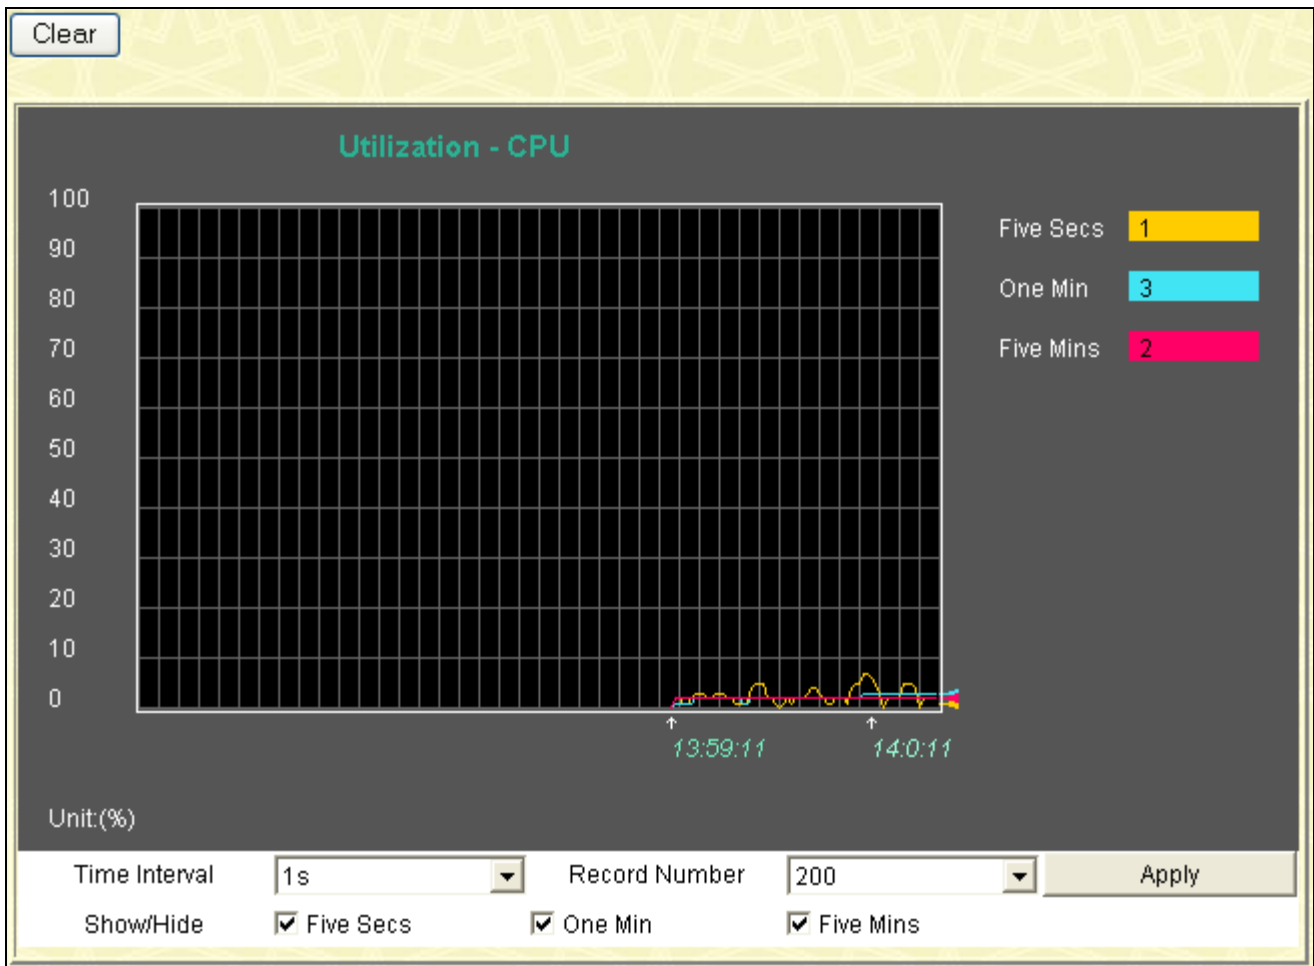 Clear
Utilization - CPU
100
90
80
70
60
50
40
30
20
10
0
Five Secs 1
One Min 3
Five Mins 2
13:59:11 14:0:11
Unit:(%)
Time Interval 1s Record Number 200 Apply
Show/Hide Five Secs One Min Five Mins